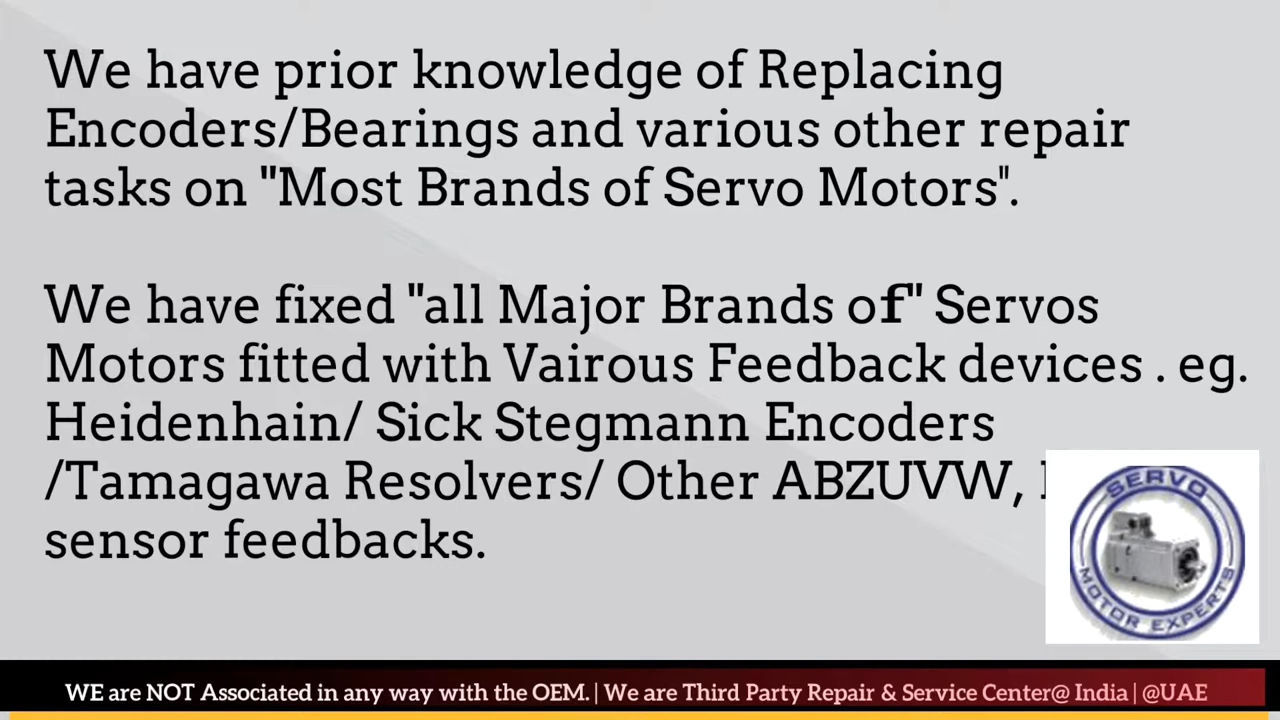 We have prior knowledge of Replacing
Encoders/Bearings and various other repair
tasks on "Most Brands of Servo Motors".
We have fixed "all Major Brands of" Servos
Motors fitted with Vairous Feedback devices . eg.
Heidenhain/ Sick Stegmann Encoders
/Tamagawa Resolvers/ Other ABZUVW,
sensor feedbacks.
SERVO
MOTOR EXPERTS
WE are NOT Associated in any way with the OEM. | We are Third Party Repair & Service Center@ India | @UAE